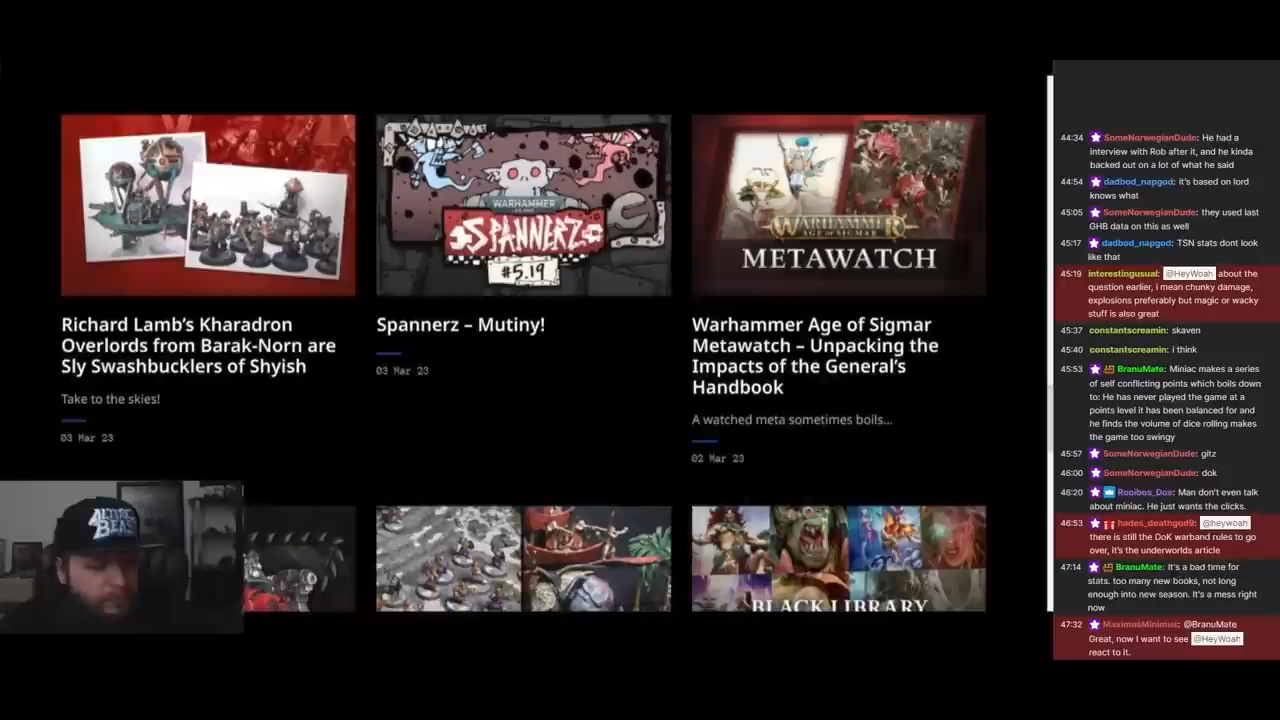 WARHAMMER
SPANNERZ
#5.19
WARHAMMER
AGE OF SIGMAR
METAWATCH
Richard Lamb’s Kharadron
Overlords from Barak-Norn are
Sly Swashbucklers of Shyish
Take to the skies!
03 Mar 23
Spannerz – Mutiny!
03 Mar 23
Warhammer Age of Sigmar
Metawatch – Unpacking the
Impacts of the General’s
Handbook
A watched meta sometimes boils...
02 Mar 23
ALTERED
BEAST
BLACK LIBRARY
44:34 SomeNorwegianDude: He had a
interview with Rob after it, and he kinda
backed out on a lot of what he said
44:54 dadbod_napgod: it's based on lord
knows what
45:05 SomeNorwegianDude: they used last
GHB data on this as well
45:17 dadbod_napgod: TSN stats dont look
like that
45:19 interestingusual: @HeyWoah about the
question earlier, i mean chunky damage,
explosions preferably but magic or wacky
stuff is also great
45:37 constantscreamin: skaven
45:40 constantscreamin: i think
45:53 BranuMate: Miniac makes a series
of self conflicting points which boils down
to: He has never played the game at a
points level it has been balanced for and
he finds the volume of dice rolling makes
the game too swingy
45:57 SomeNorwegianDude: gitz
46:00 SomeNorwegianDude: dok
46:20 Rooibos_Dos: Man don't even talk
about miniac. He just wants the clicks.
46:53 hades_deathgod9: @heywoah
there is still the DoK warband rules to go
over, it's the underworlds article
47:14 BranuMate: It's a bad time for
stats. too many new books, not long
enough into new season. It's a mess right
now
47:32 MaximusMinimus: @BranuMate
Great, now I want to see @HeyWoah
react to it.